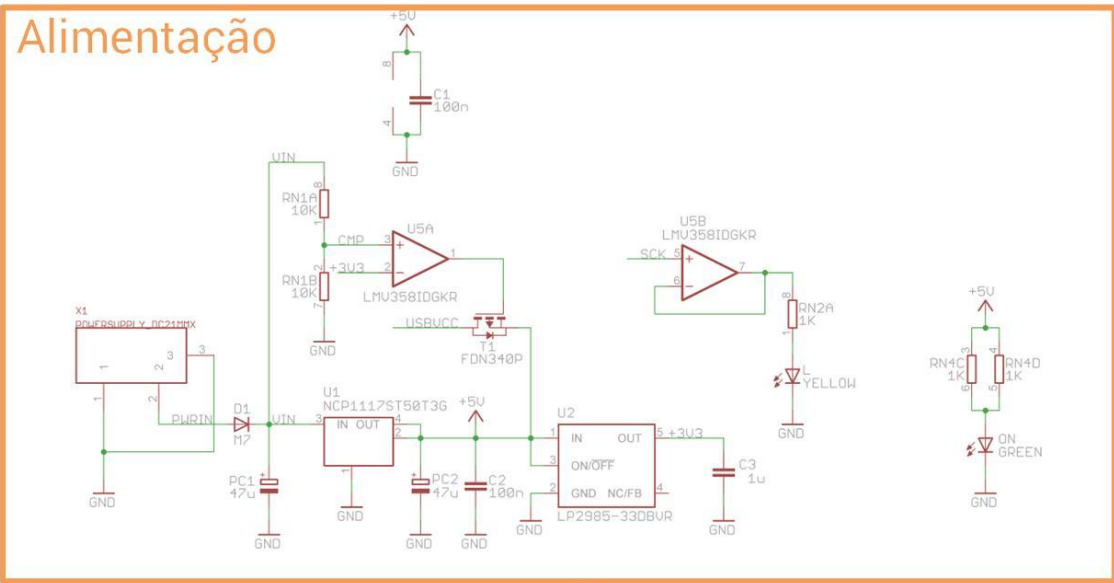 Alimentação
+5V
8
C1
100n
4
GND
VIN
8
RN1A
10K
1
CMP
3
+
U5A
1
2
+3V3
2
-
RN1B
10K
7
LMV358IDGKR
GND
USBVCC
T1
FDN340P
U5B
LMV358IDGKR
SCK
5
+
7
6
-
8
RN2A
1K
1
L
YELLOW
GND
+5V
3
4
RN4C
1K
RN4D
1K
6
5
ON
GREEN
GND
X1
POWERSUPPLY_DC21MMX
1
2
3
3
1
2
PWRIN
D1
M7
VIN
GND
U1
NCP1117ST50T3G
3
IN OUT
4
2
1
GND
+
PC1
47u
GND
+5V
+
PC2
47u
GND
C2
100n
GND
U2
1
IN
OUT
5
+3V3
3
ON/OFF
2
GND
NC/FB
4
LP2985-33DBVR
GND
C3
1u
GND